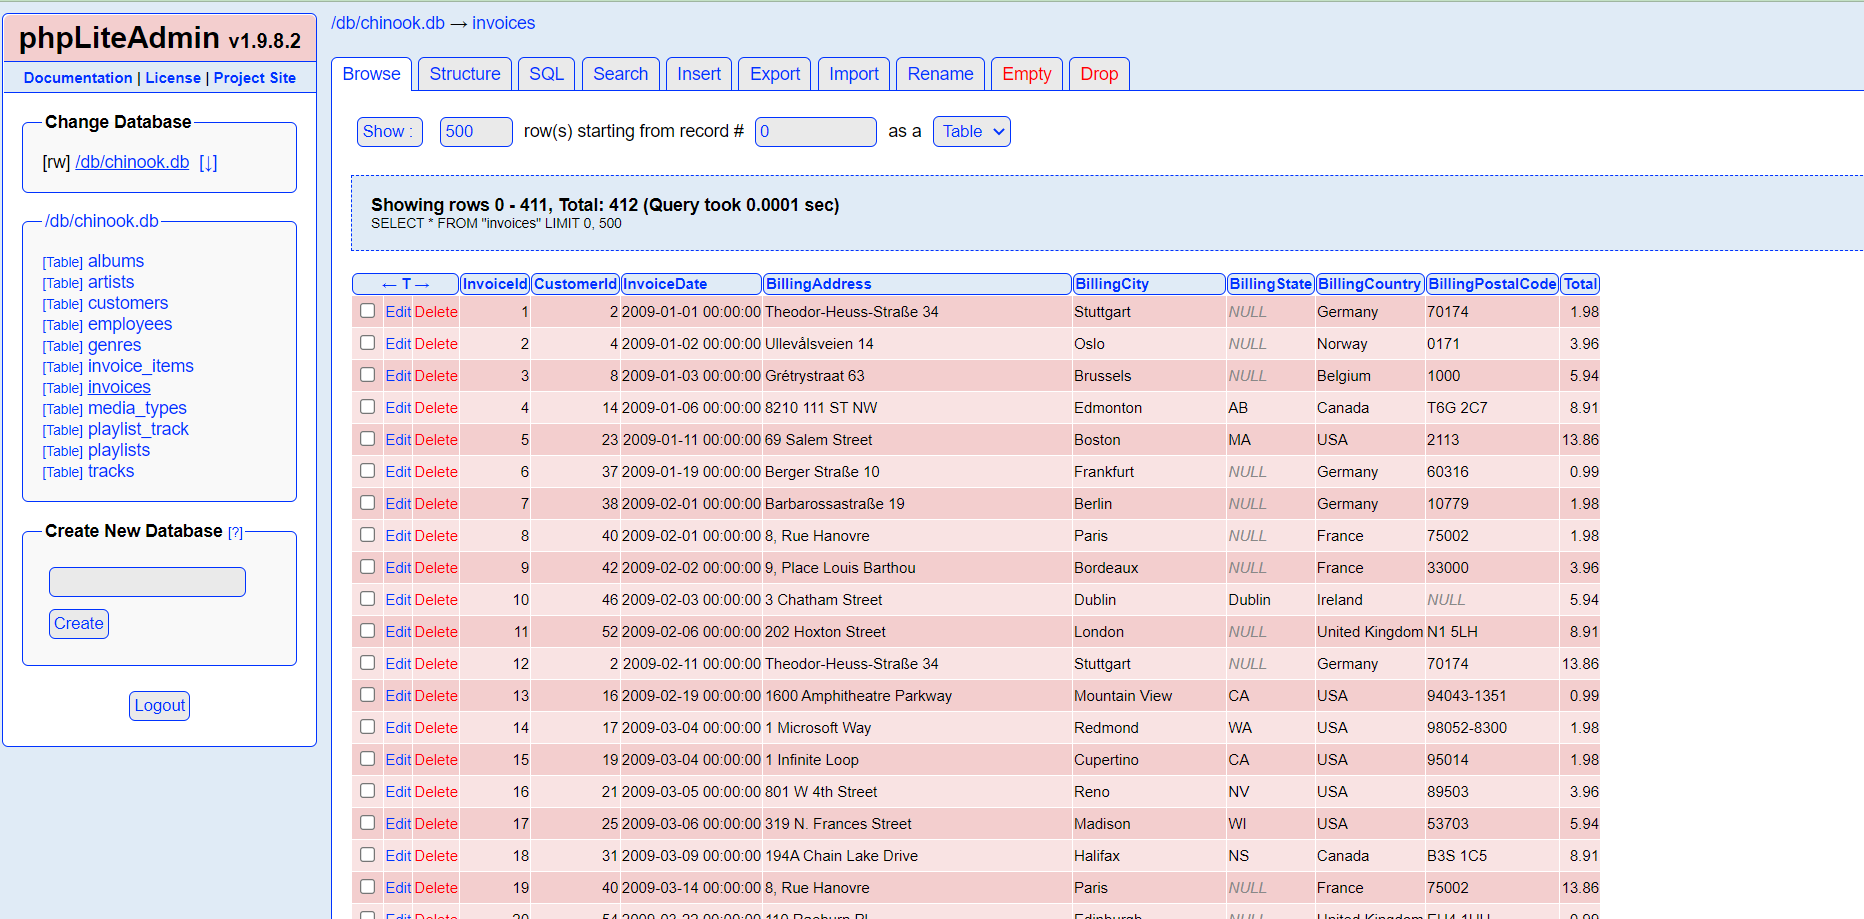 phpLiteAdmin v1.9.8.2
Documentation | License | Project Site
Change Database
[rw] /db/chinook.db [↓]
/db/chinook.db
[Table] albums
[Table] artists
[Table] customers
[Table] employees
[Table] genres
[Table] invoice_items
[Table] invoices
[Table] media_types
[Table] playlist_track
[Table] playlists
[Table] tracks
Create New Database [?]
Create
Logout
/db/chinook.db → invoices
Browse Structure SQL Search Insert Export Import Rename Empty Drop
Show : 500 row(s) starting from record # 0 as a Table
Showing rows 0 - 411, Total: 412 (Query took 0.0001 sec)
SELECT * FROM "invoices" LIMIT 0, 500
← T → InvoiceId CustomerId InvoiceDate BillingAddress BillingCity BillingState BillingCountry BillingPostalCode Total
Edit Delete 1 2 2009-01-01 00:00:00 Theodor-Heuss-Straße 34 Stuttgart NULL Germany 70174 1.98
Edit Delete 2 4 2009-01-02 00:00:00 Ullevålsveien 14 Oslo NULL Norway 0171 3.96
Edit Delete 3 8 2009-01-03 00:00:00 Grétrystraat 63 Brussels NULL Belgium 1000 5.94
Edit Delete 4 14 2009-01-06 00:00:00 8210 111 ST NW Edmonton AB Canada T6G 2C7 8.91
Edit Delete 5 23 2009-01-11 00:00:00 69 Salem Street Boston MA USA 2113 13.86
Edit Delete 6 37 2009-01-19 00:00:00 Berger Straße 10 Frankfurt NULL Germany 60316 0.99
Edit Delete 7 38 2009-02-01 00:00:00 Barbarossastraße 19 Berlin NULL Germany 10779 1.98
Edit Delete 8 40 2009-02-01 00:00:00 8, Rue Hanovre Paris NULL France 75002 1.98
Edit Delete 9 42 2009-02-02 00:00:00 9, Place Louis Barthou Bordeaux NULL France 33000 3.96
Edit Delete 10 46 2009-02-03 00:00:00 3 Chatham Street Dublin Dublin Ireland NULL 5.94
Edit Delete 11 52 2009-02-06 00:00:00 202 Hoxton Street London NULL United Kingdom N1 5LH 8.91
Edit Delete 12 2 2009-02-11 00:00:00 Theodor-Heuss-Straße 34 Stuttgart NULL Germany 70174 13.86
Edit Delete 13 16 2009-02-19 00:00:00 1600 Amphitheatre Parkway Mountain View CA USA 94043-1351 0.99
Edit Delete 14 17 2009-03-04 00:00:00 1 Microsoft Way Redmond WA USA 98052-8300 1.98
Edit Delete 15 19 2009-03-04 00:00:00 1 Infinite Loop Cupertino CA USA 95014 1.98
Edit Delete 16 21 2009-03-05 00:00:00 801 W 4th Street Reno NV USA 89503 3.96
Edit Delete 17 25 2009-03-06 00:00:00 319 N. Frances Street Madison WI USA 53703 5.94
Edit Delete 18 31 2009-03-09 00:00:00 194A Chain Lake Drive Halifax NS Canada B3S 1C5 8.91
Edit Delete 19 40 2009-03-14 00:00:00 8, Rue Hanovre Paris NULL France 75002 13.86